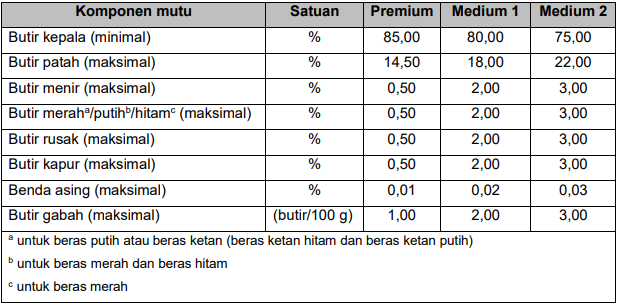 Komponen mutu Satuan Premium Medium 1 Medium 2
Butir kepala (minimal) % 85,00 80,00 75,00
Butir patah (maksimal) % 14,50 18,00 22,00
Butir menir (maksimal) % 0,50 2,00 3,00
Butir merahᵃ/putihᵇ/hitamᶜ (maksimal) % 0,50 2,00 3,00
Butir rusak (maksimal) % 0,50 2,00 3,00
Butir kapur (maksimal) % 0,50 2,00 3,00
Benda asing (maksimal) % 0,01 0,02 0,03
Butir gabah (maksimal) (butir/100 g) 1,00 2,00 3,00
ᵃ untuk beras putih atau beras ketan (beras ketan hitam dan beras ketan putih)
ᵇ untuk beras merah dan beras hitam
ᶜ untuk beras merah